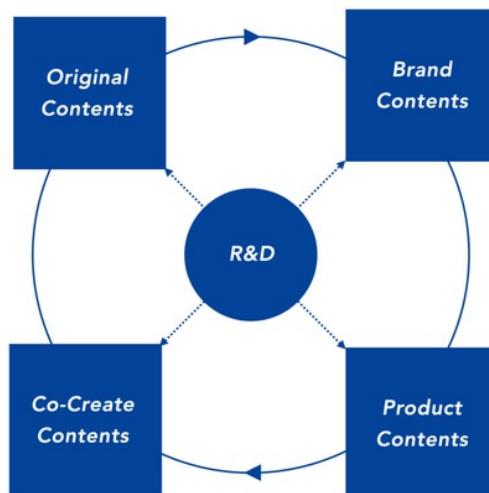 Original
Contents
Brand
Contents
R&D
Co-Create
Contents
Product
Contents